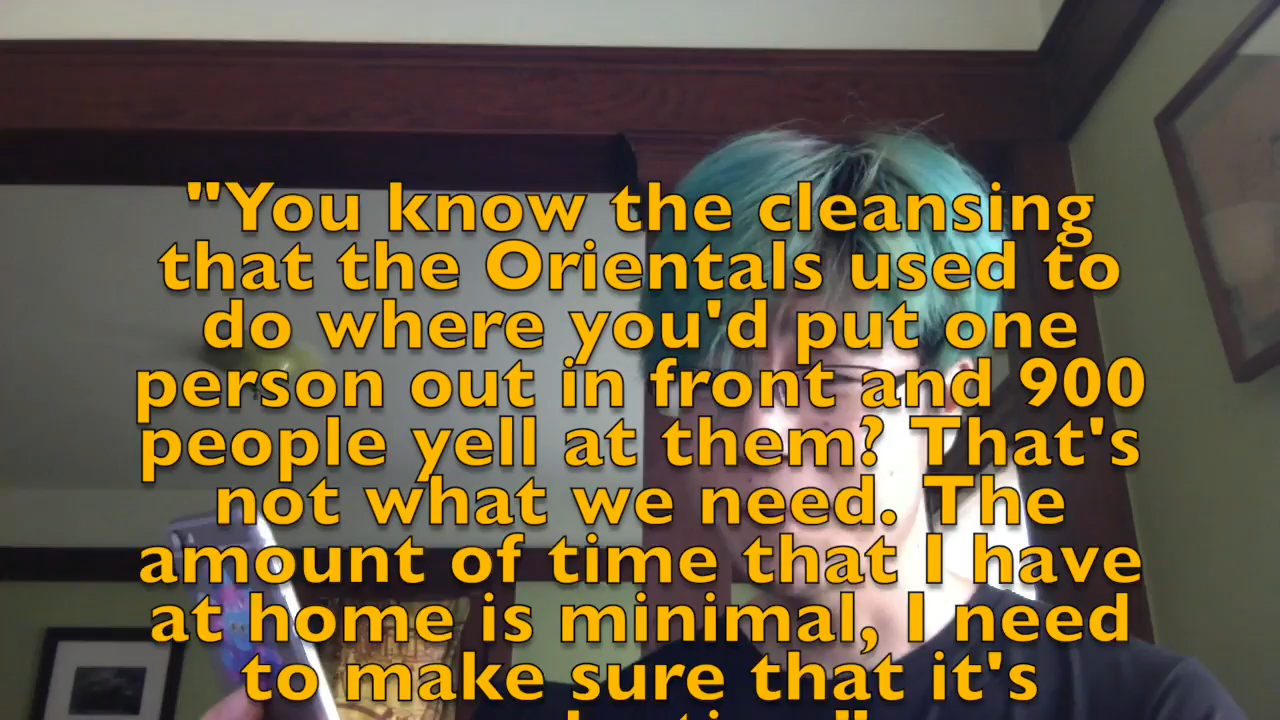 "You know the cleansing
that the Orientals used to
do where you'd put one
person out in front and 900
people yell at them? That's
not what we need. The
amount of time that I have
at home is minimal, I need
to make sure that it's